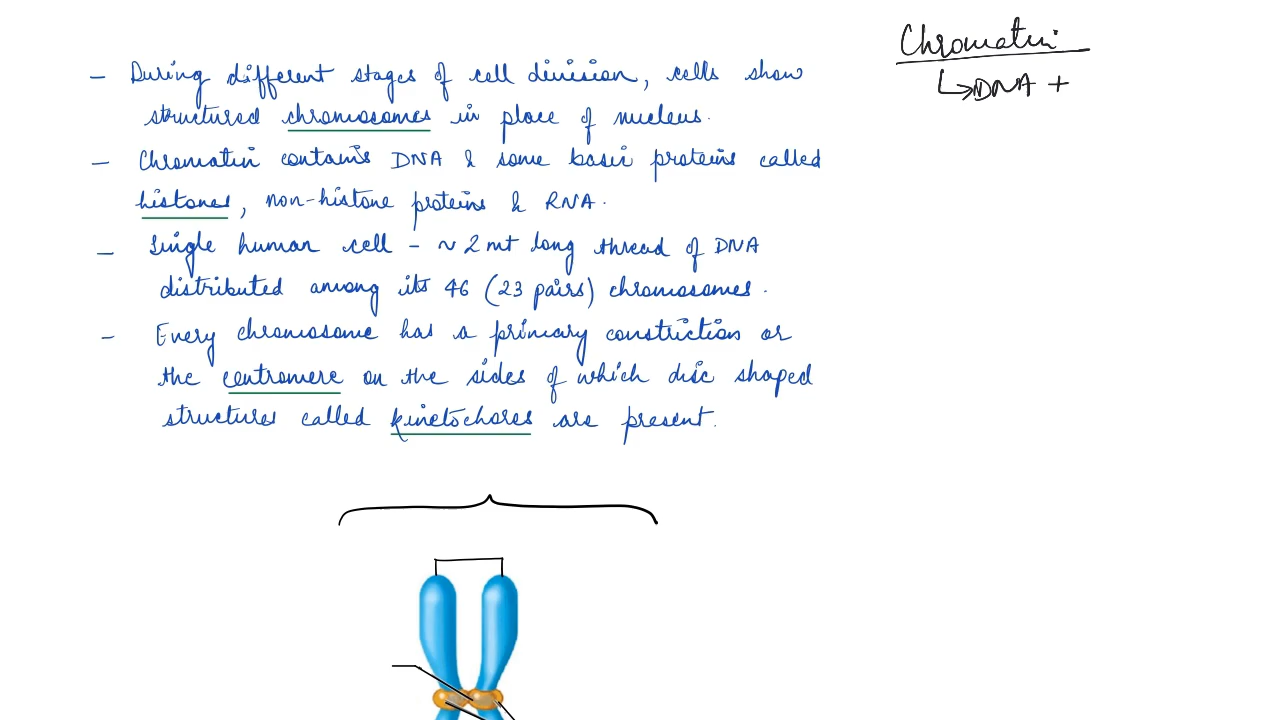 - During different stages of cell division, cells show
structured chromosomes in place of nucleus.
- Chromatin contains DNA & some basic proteins called
histones, non-histone proteins & RNA.
- Single human cell - ~ 2 mt long thread of DNA
distributed among its 46 (23 pairs) chromosomes.
- Every chromosome has a primary constriction or
the centromere on the sides of which disc shaped
structures called kinetochores are present.
Chromatin
↳ DNA +